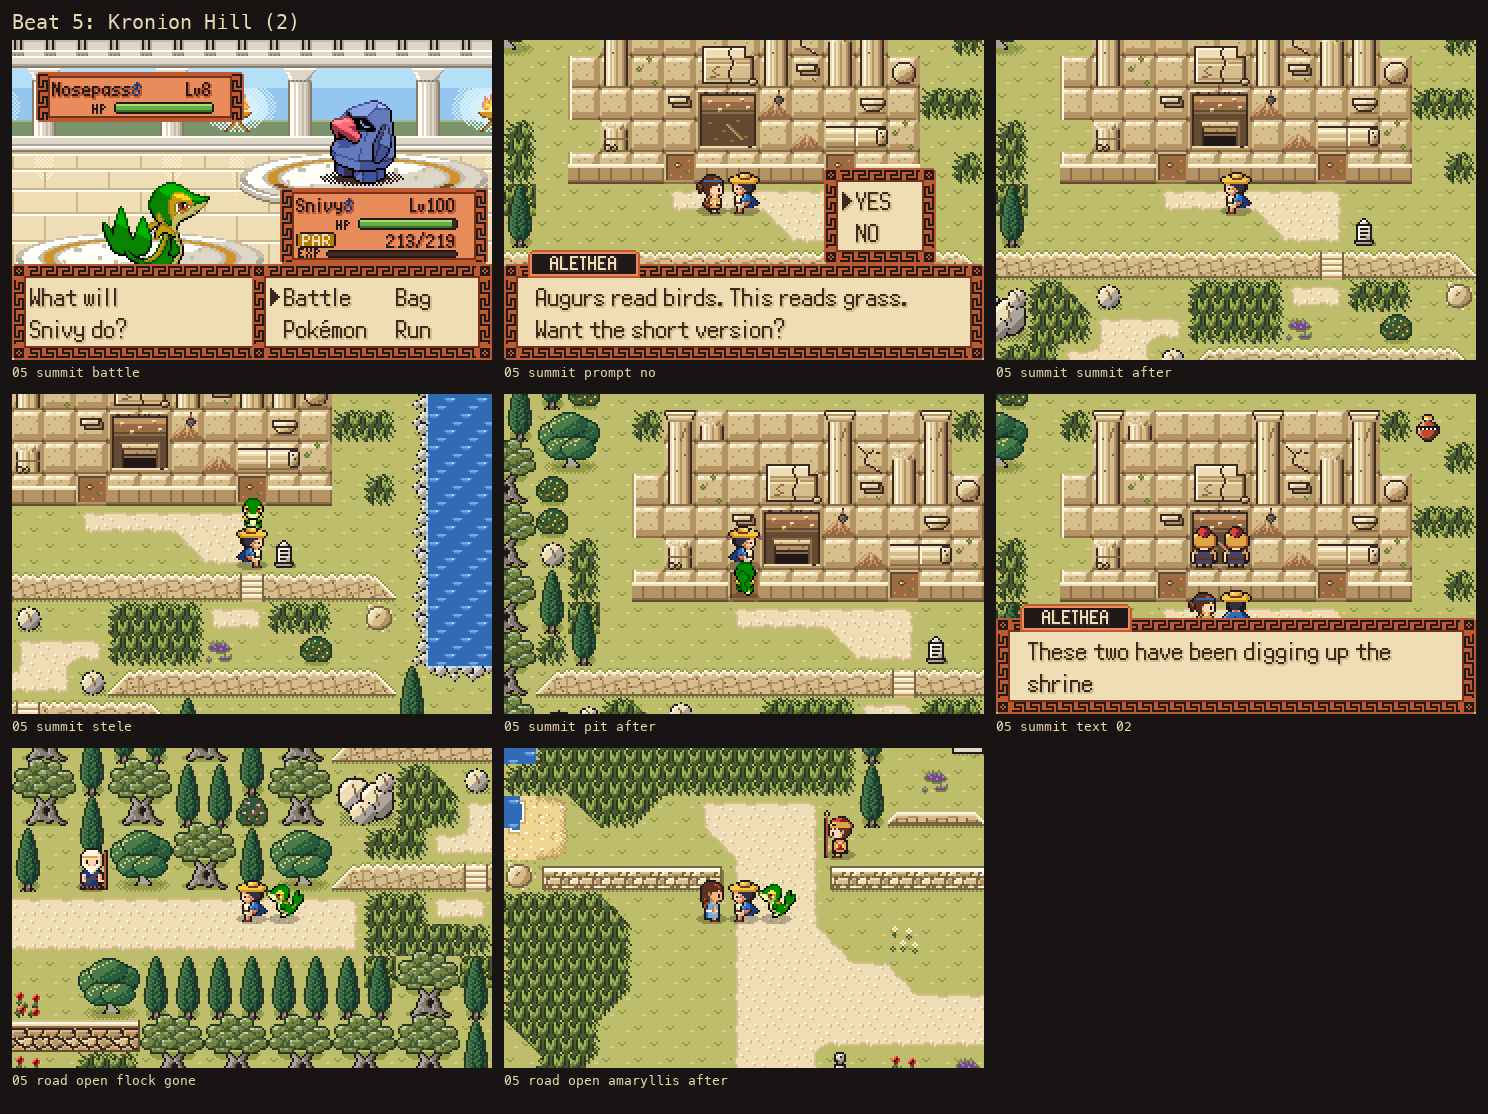 Beat 5: Kronion Hill (2)
Nosepass♂ Lv8
HP
Snivy♂ Lv100
HP
PAR 213/219
EXP
What will
Snivy do?
Battle Bag
Pokémon Run
05 summit battle
YES
NO
ALETHEA
Augurs read birds. This reads grass.
Want the short version?
05 summit prompt no
05 summit summit after
05 summit stele
05 summit pit after
ALETHEA
These two have been digging up the
shrine
05 summit text 02
05 road open flock gone
05 road open amaryllis after